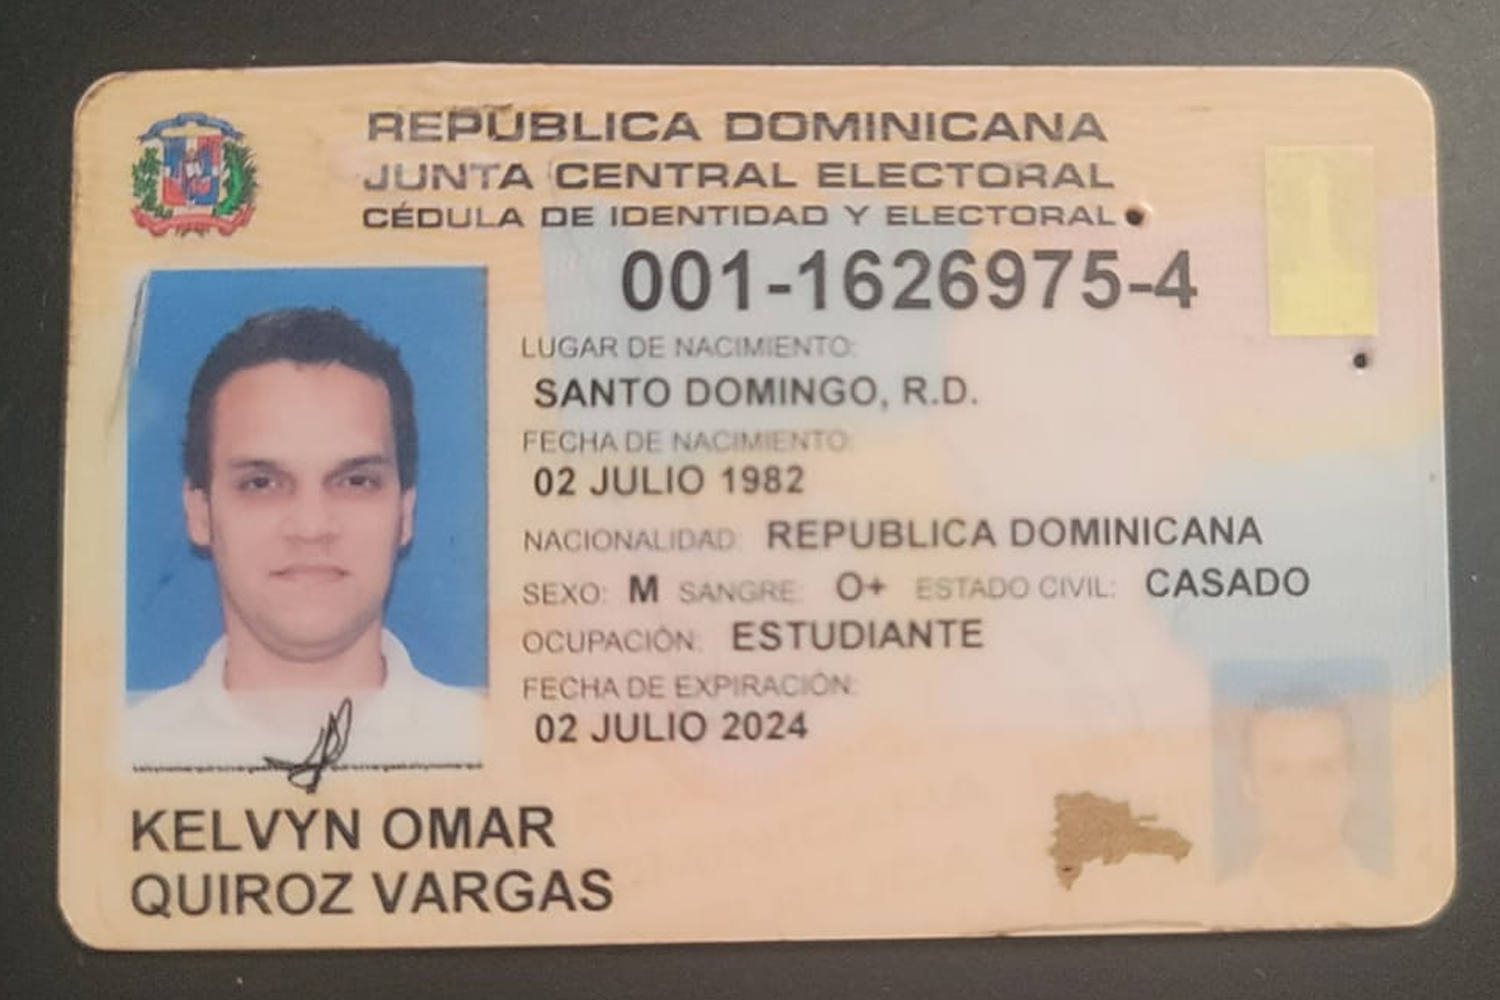 REPÚBLICA DOMINICANA
JUNTA CENTRAL ELECTORAL
CÉDULA DE IDENTIDAD Y ELECTORAL
001-1626975-4
LUGAR DE NACIMIENTO:
SANTO DOMINGO, R.D.
FECHA DE NACIMIENTO:
02 JULIO 1982
NACIONALIDAD: REPUBLICA DOMINICANA
SEXO: M SANGRE: O+ ESTADO CIVIL: CASADO
OCUPACIÓN: ESTUDIANTE
FECHA DE EXPIRACIÓN:
02 JULIO 2024
KELVYN OMAR
QUIROZ VARGAS